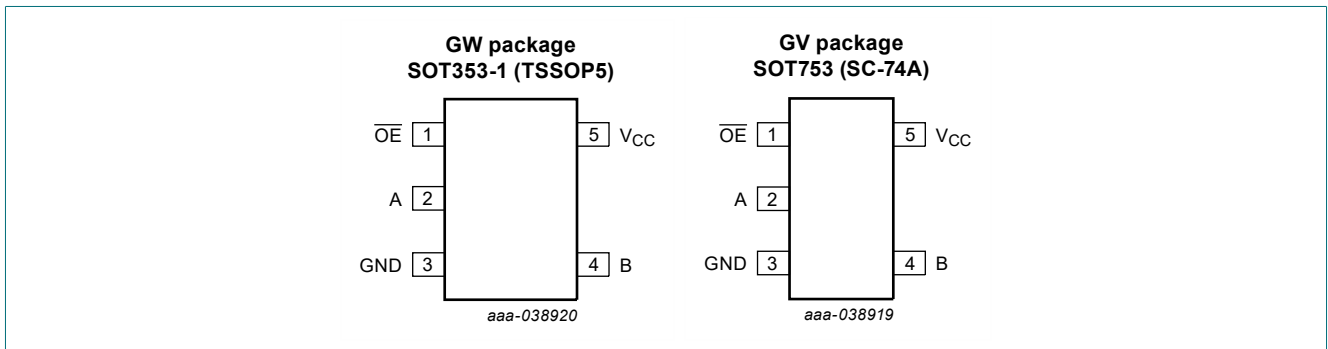 GW package
SOT353-1 (TSSOP5)
OE 1
5 VCC
A 2
GND 3
4 B
aaa-038920
GV package
SOT753 (SC-74A)
OE 1
5 VCC
A 2
GND 3
4 B
aaa-038919